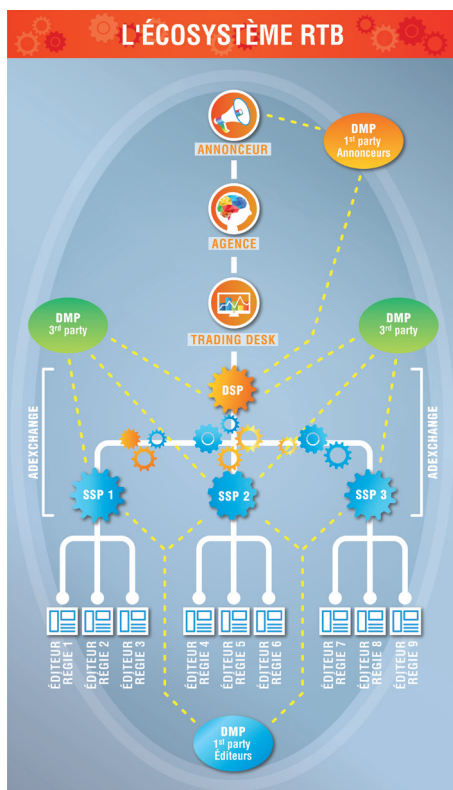 L'ÉCOSYSTÈME RTB
ANNONCEUR
DMP
1st party
Annonceurs
AGENCE
DMP
3rd party
DMP
3rd party
TRADING DESK
DSP
ADEXCHANGE
ADEXCHANGE
SSP 1
SSP 2
SSP 3
ÉDITEUR
RÉGIE 1
ÉDITEUR
RÉGIE 2
ÉDITEUR
RÉGIE 3
ÉDITEUR
RÉGIE 4
ÉDITEUR
RÉGIE 5
ÉDITEUR
RÉGIE 6
ÉDITEUR
RÉGIE 7
ÉDITEUR
RÉGIE 8
ÉDITEUR
RÉGIE 9
DMP
1st party
Éditeurs